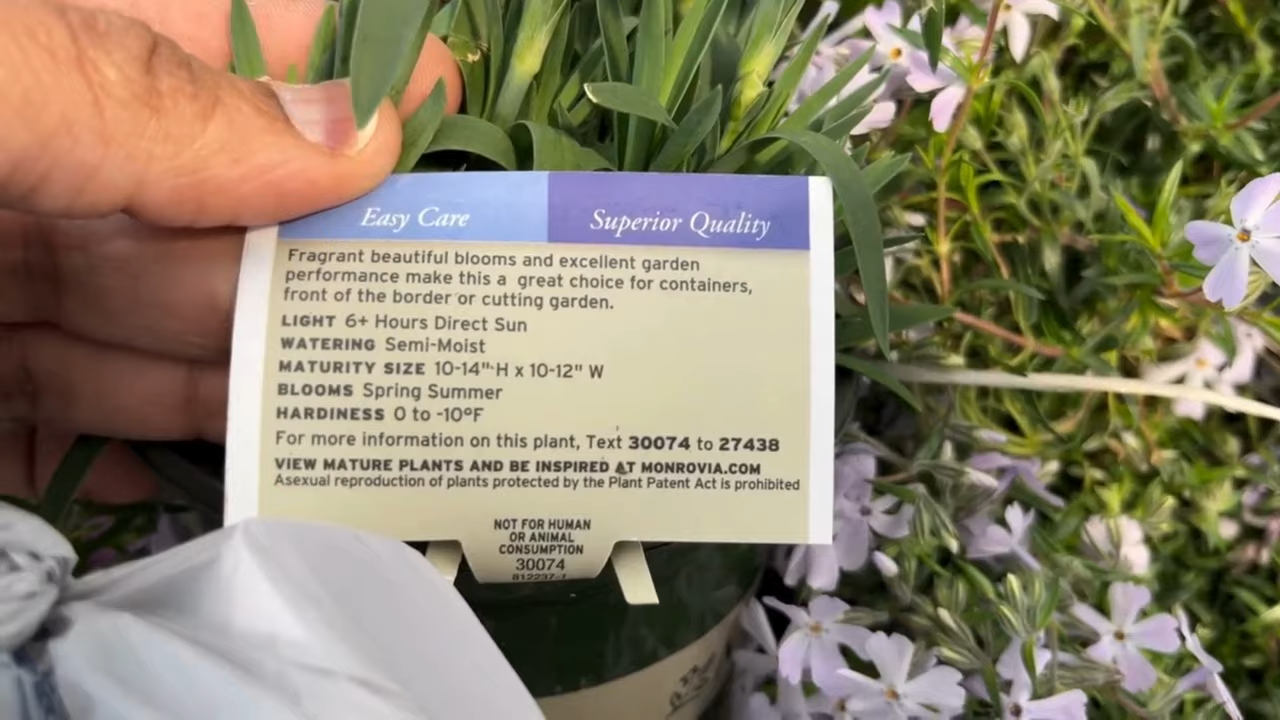 Easy Care
Superior Quality
Fragrant beautiful blooms and excellent garden
performance make this a great choice for containers,
front of the border or cutting garden.
LIGHT 6+ Hours Direct Sun
WATERING Semi-Moist
MATURITY SIZE 10-14" H x 10-12" W
BLOOMS Spring Summer
HARDINESS 0 to -10°F
For more information on this plant, Text 30074 to 27438
VIEW MATURE PLANTS AND BE INSPIRED AT MONROVIA.COM
Asexual reproduction of plants protected by the Plant Patent Act is prohibited
NOT FOR HUMAN
OR ANIMAL
CONSUMPTION
30074